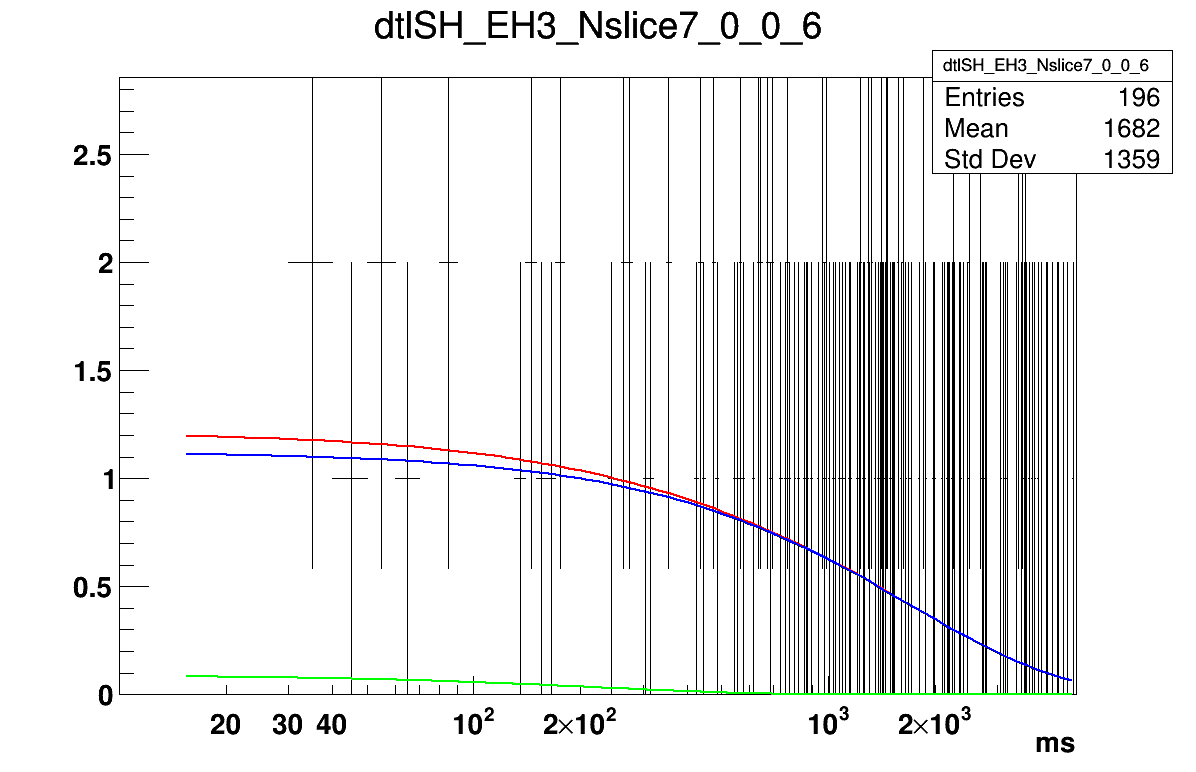 dtISH_EH3_Nslice7_0_0_6
dtISH_EH3_Nslice7_0_0_6
Entries 196
Mean 1682
Std Dev 1359
2.5
2
1.5
1
0.5
0
20 30 40 10² 2×10² 10³ 2×10³
ms